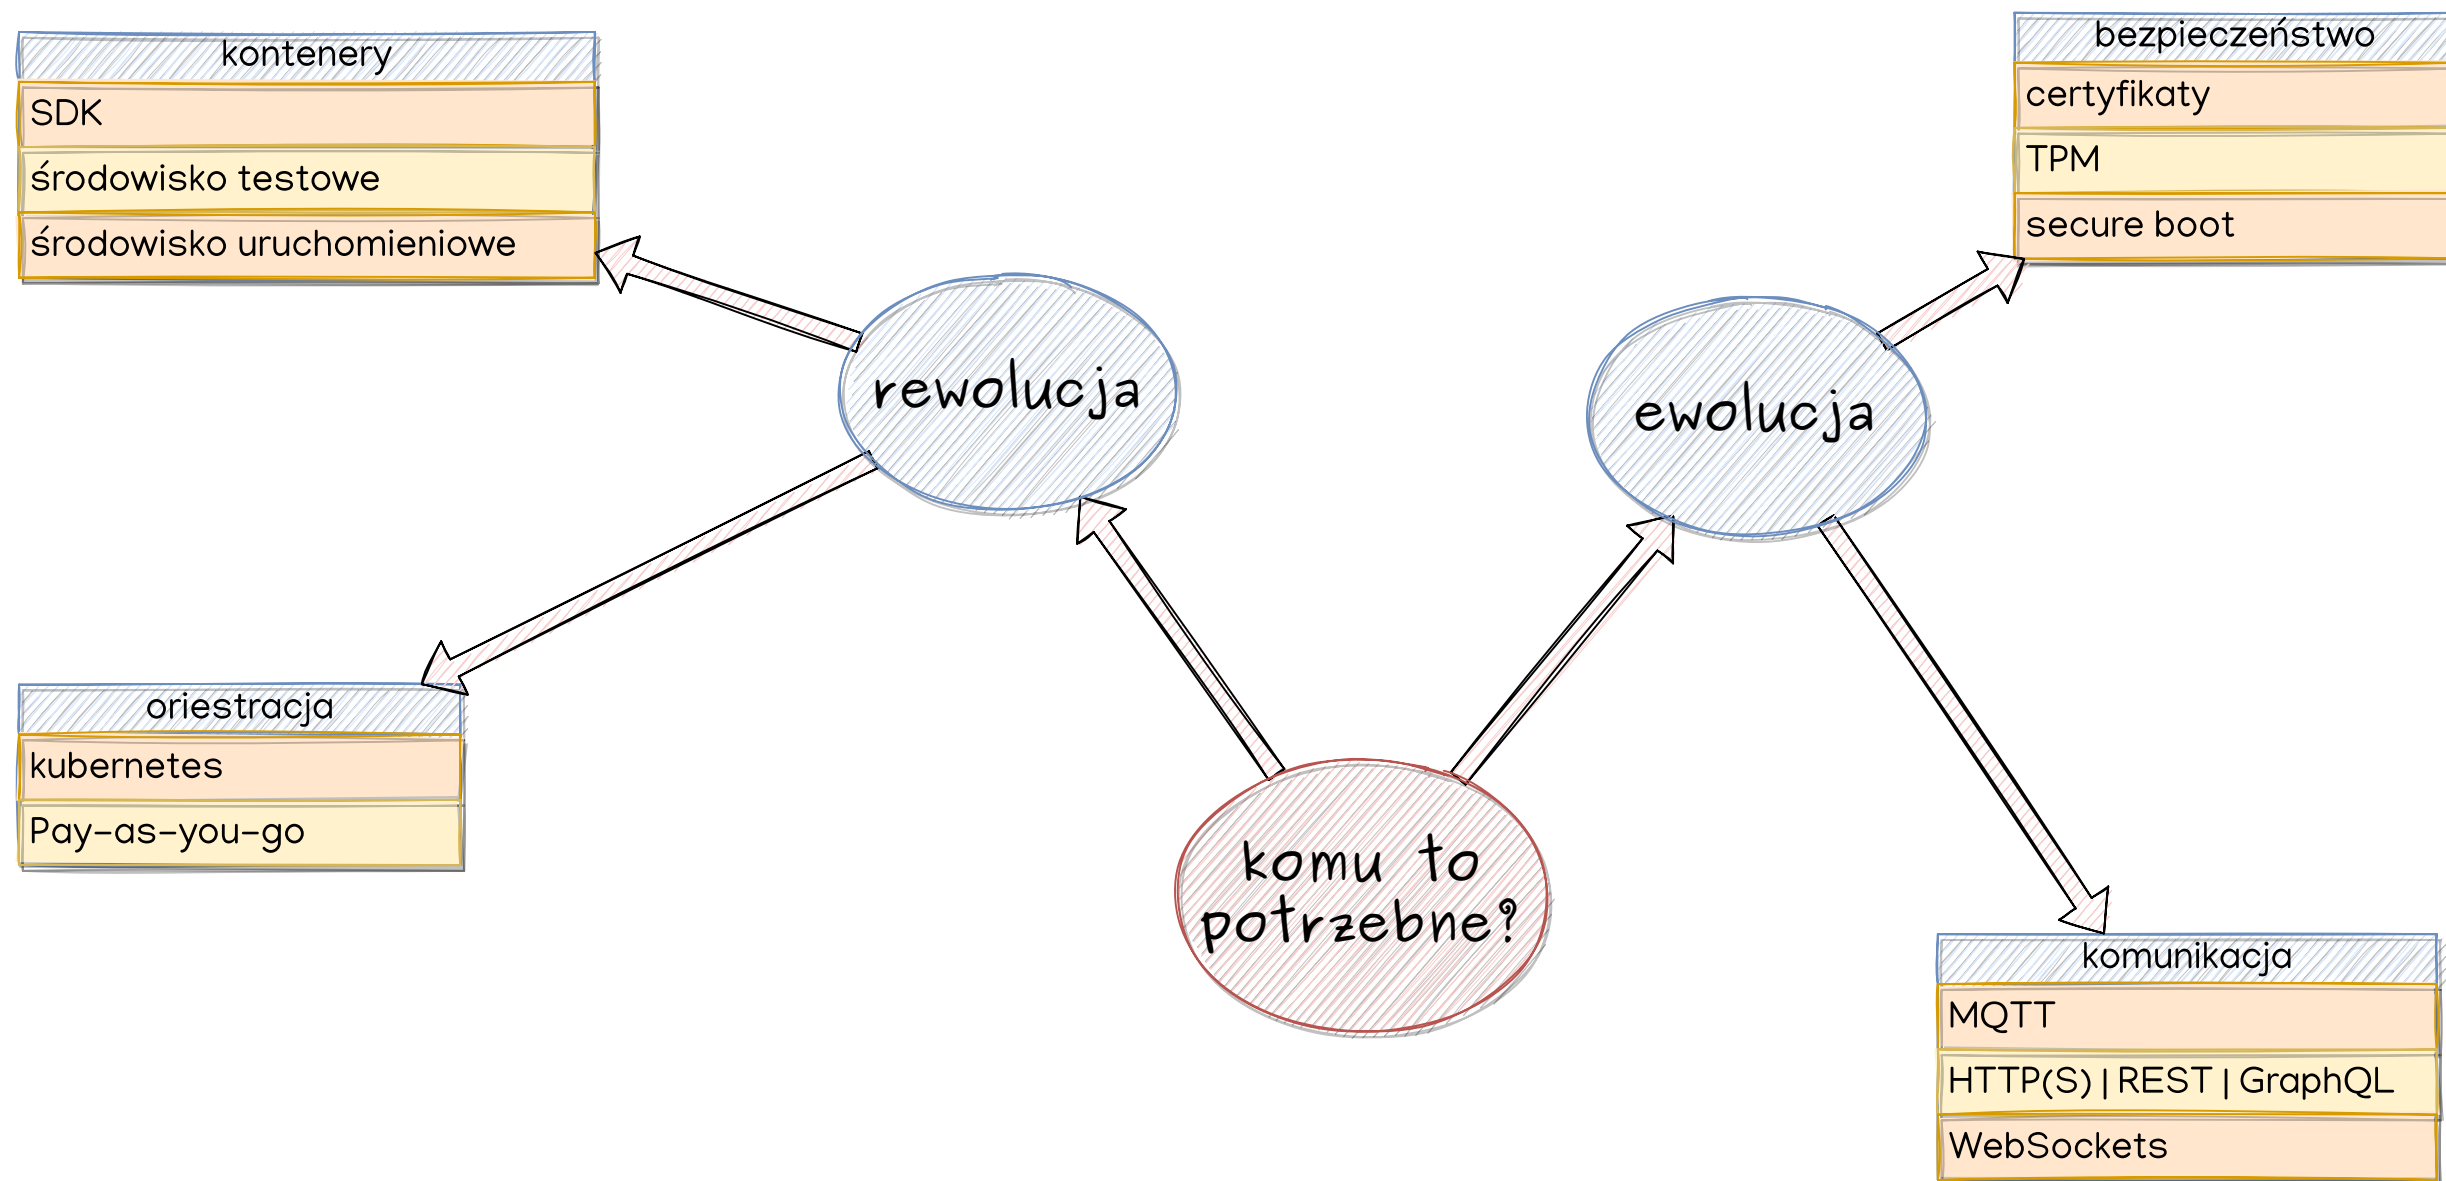 kontenery
SDK
środowisko testowe
środowisko uruchomieniowe
bezpieczeństwo
certyfikaty
TPM
secure boot
rewolucja
ewolucja
oriestracja
kubernetes
Pay-as-you-go
komu to
potrzebne?
komunikacja
MQTT
HTTP(S) | REST | GraphQL
WebSockets